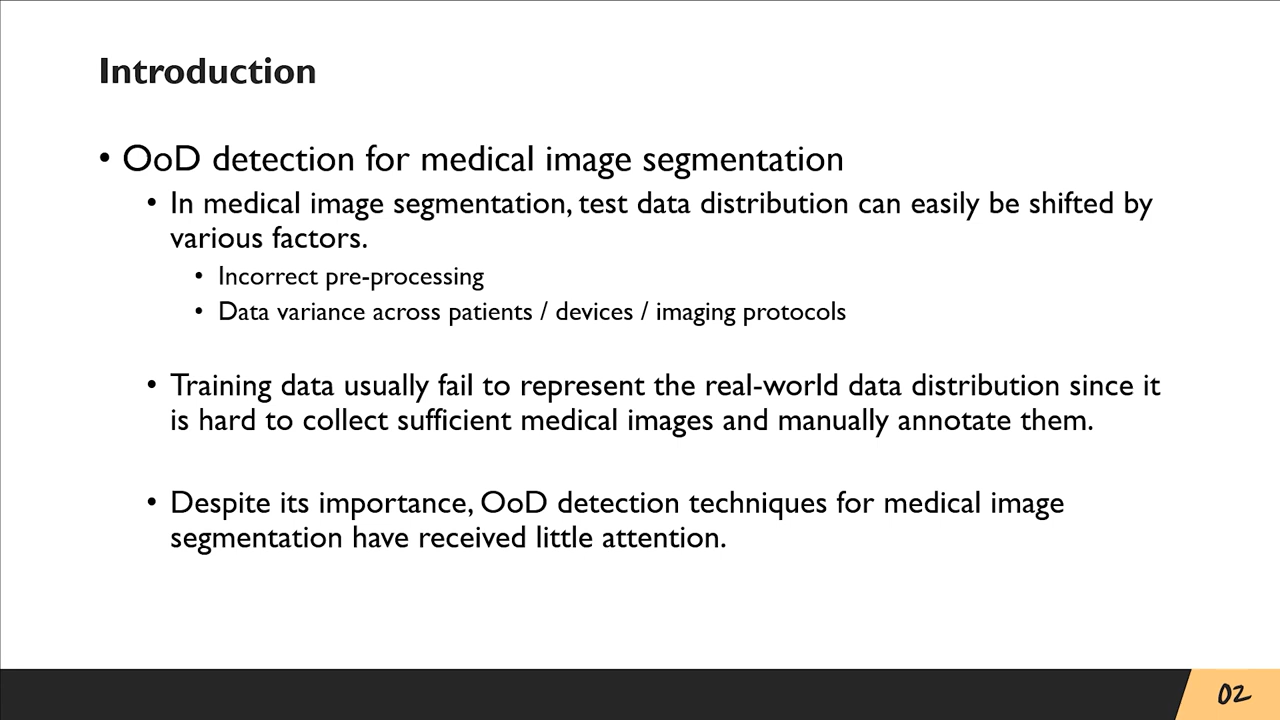 Introduction
• OoD detection for medical image segmentation
• In medical image segmentation, test data distribution can easily be shifted by
various factors.
• Incorrect pre-processing
• Data variance across patients / devices / imaging protocols
• Training data usually fail to represent the real-world data distribution since it
is hard to collect sufficient medical images and manually annotate them.
• Despite its importance, OoD detection techniques for medical image
segmentation have received little attention.
02